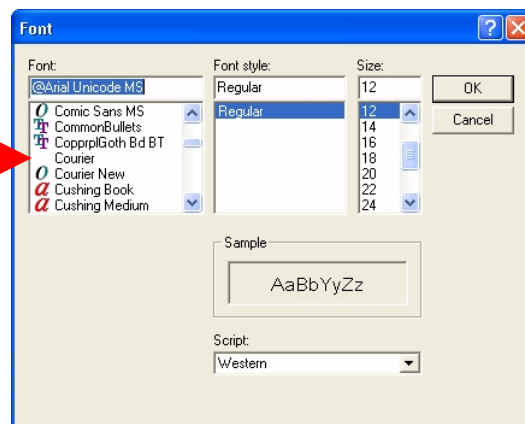 Font
Font: Font style: Size:
@Arial Unicode MS Regular 12 OK
Comic Sans MS Regular 12 Cancel
CommonBullets 14
CopprplGoth Bd BT 16
Courier 18
Courier New 20
Cushing Book 22
Cushing Medium 24
Sample
AaBbYyZz
Script:
Western